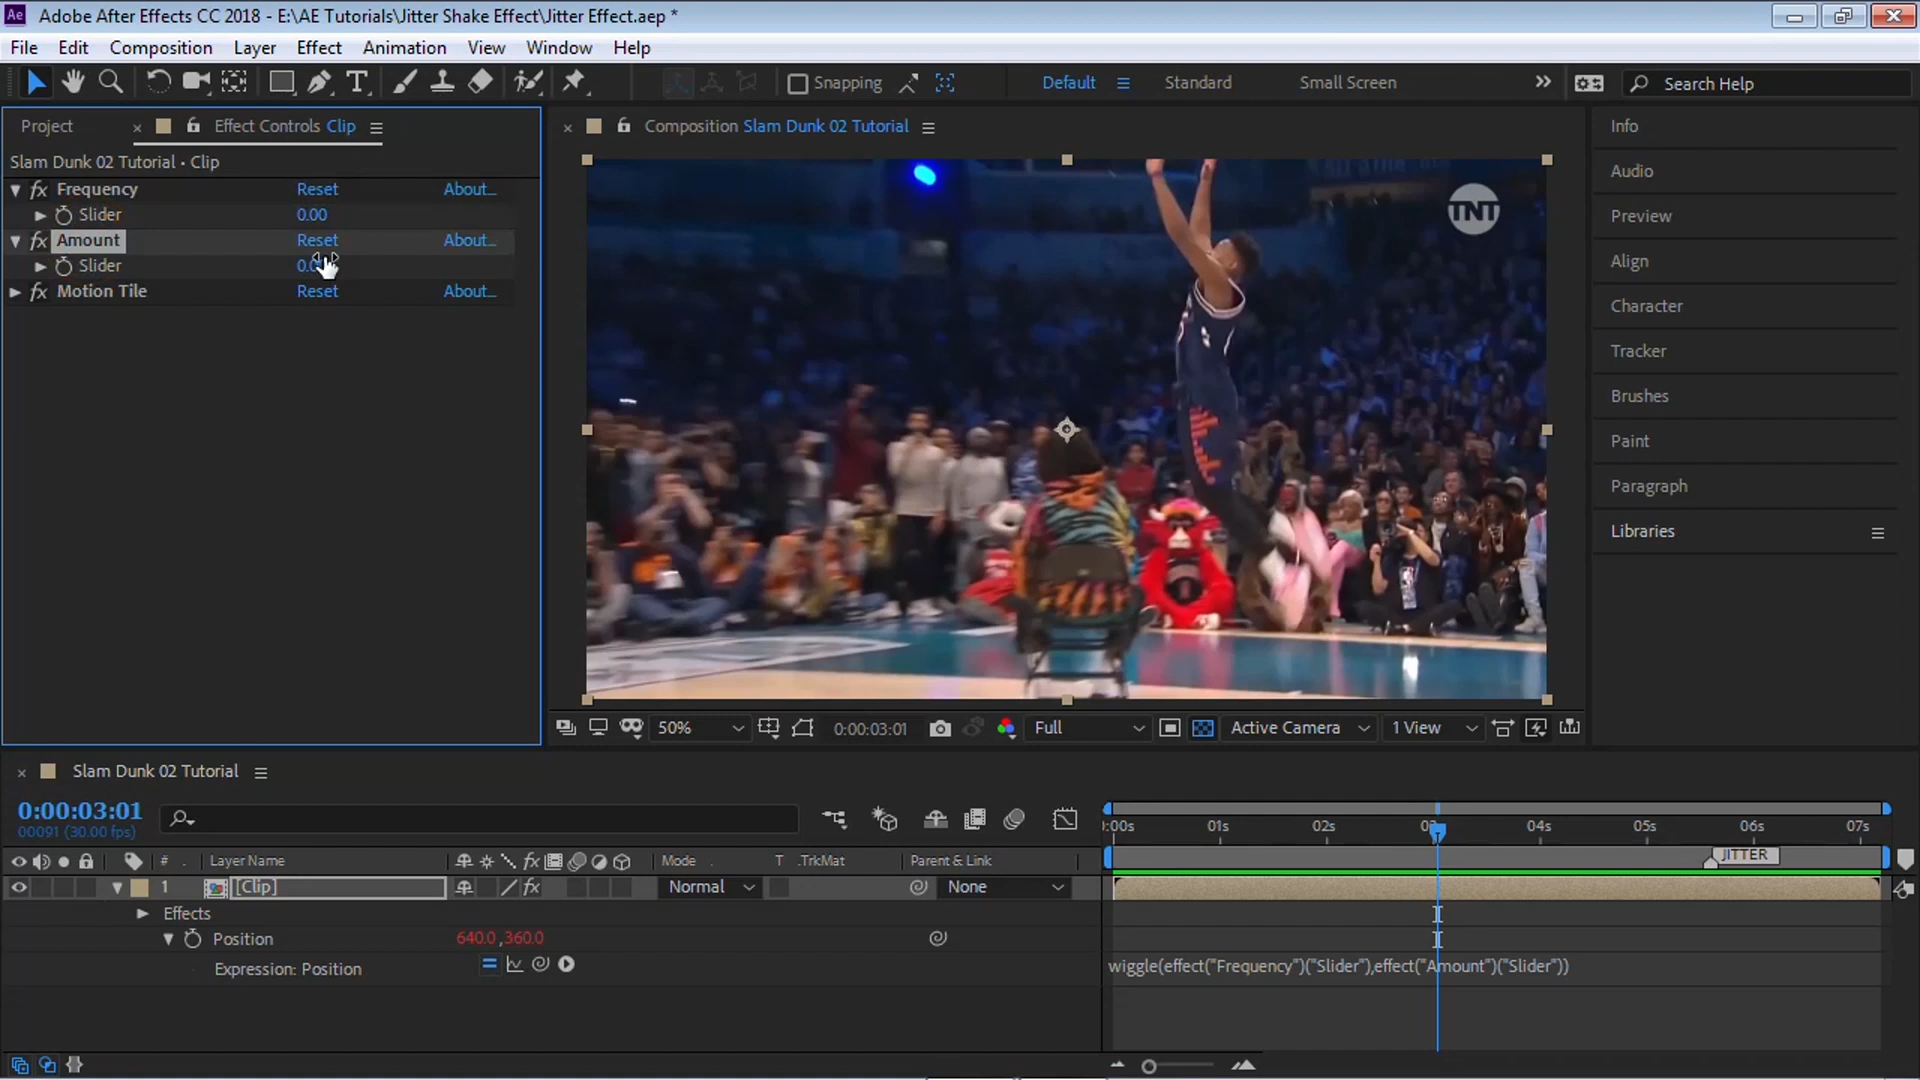 Ae Adobe After Effects CC 2018 - E:\AE Tutorials\Jitter Shake Effect\Jitter Effect.aep *
File Edit Composition Layer Effect Animation View Window Help
Snapping Default Standard Small Screen Search Help
Project Effect Controls Clip
Composition Slam Dunk 02 Tutorial
Info
Slam Dunk 02 Tutorial • Clip
fx Frequency Reset About...
Slider 0.00
fx Amount Reset About...
Slider
fx Motion Tile Reset About...
TNT
Audio
Preview
Align
Character
Tracker
Brushes
Paint
Paragraph
Libraries
50% 0:00:03:01 Full Active Camera 1 View
Slam Dunk 02 Tutorial
0:00:03:01
00091 (30.00 fps)
:00s 01s 02s 04s 05s 06s 07s
# Layer Name fx Mode T .TrkMat Parent & Link
JITTER
1 [Clip] fx Normal None
Effects
Position 640.0,360.0
Expression: Position
wiggle(effect("Frequency")("Slider"),effect("Amount")("Slider"))